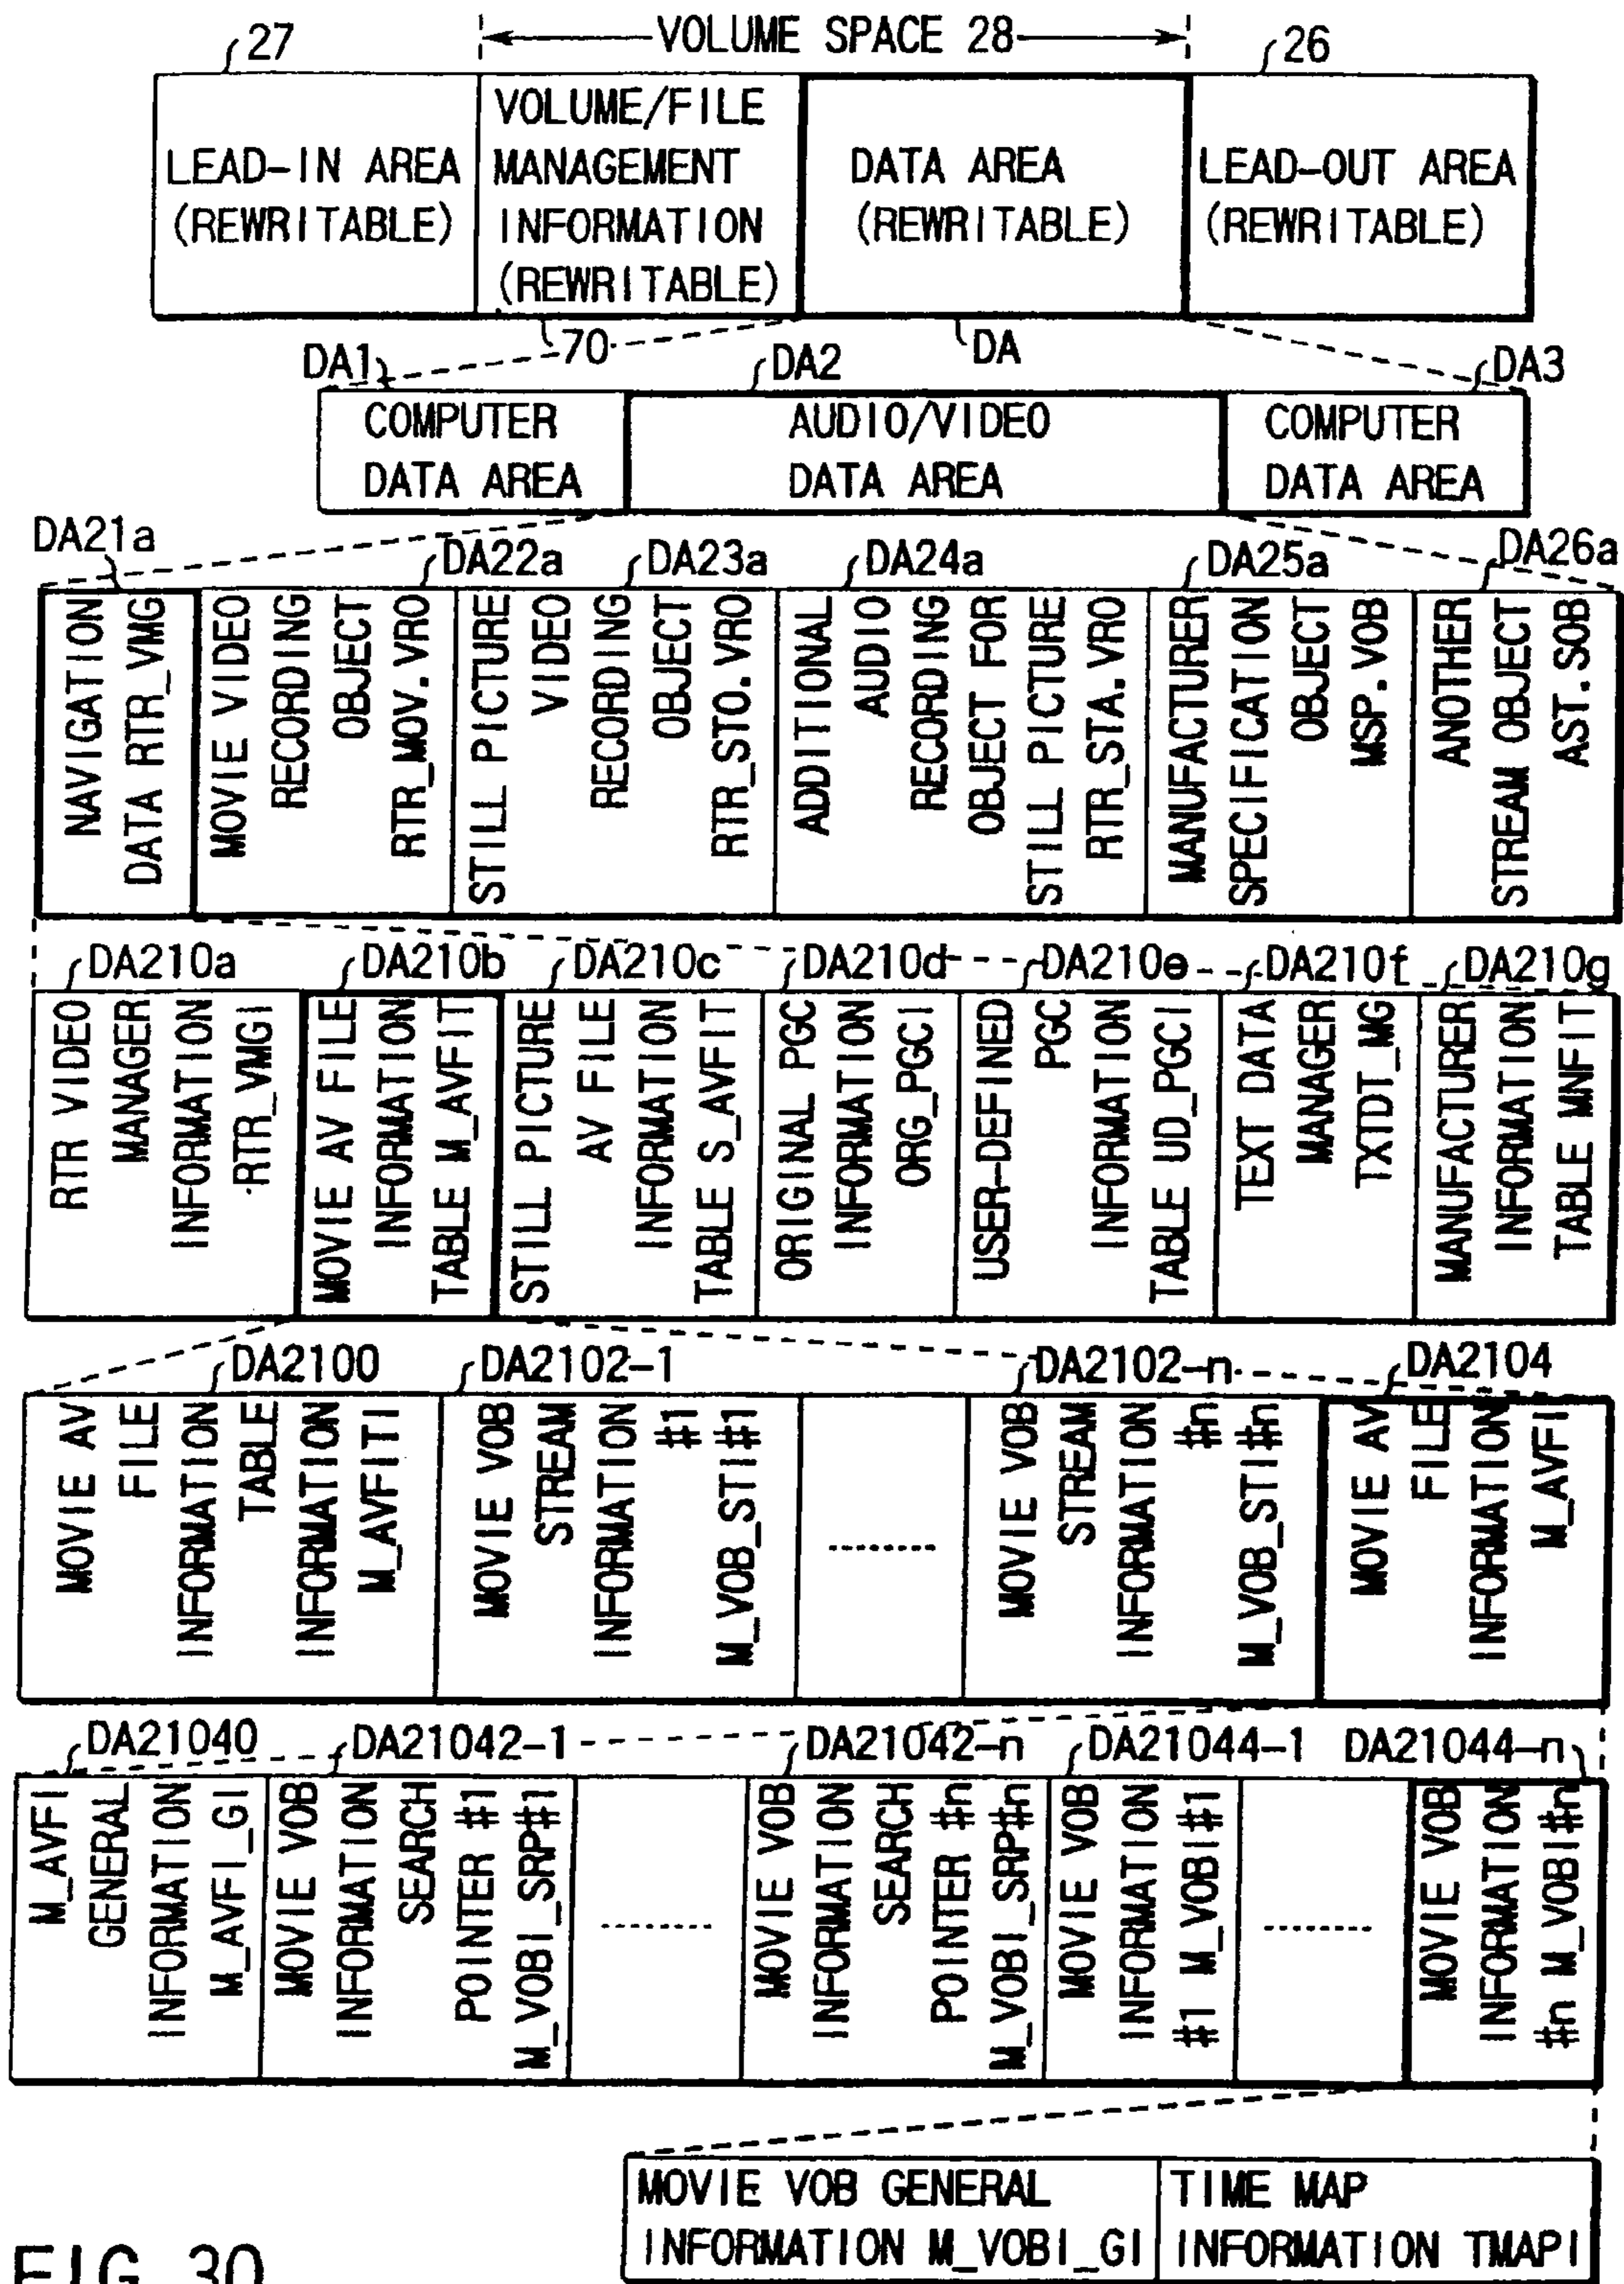 27
VOLUME SPACE 28
26
LEAD-IN AREA
(REWRITABLE)
VOLUME/FILE
MANAGEMENT
INFORMATION
(REWRITABLE)
DATA AREA
(REWRITABLE)
LEAD-OUT AREA
(REWRITABLE)
70
DA
DA1
DA2
DA3
COMPUTER
DATA AREA
AUDIO/VIDEO
DATA AREA
COMPUTER
DATA AREA
DA21a
DA22a
DA23a
DA24a
DA25a
DA26a
NAVIGATION
DATA RTR_VMG
MOVIE VIDEO
RECORDING
OBJECT
RTR_MOV.VRO
STILL PICTURE
VIDEO
RECORDING
OBJECT
RTR_STO.VRO
ADDITIONAL
AUDIO
RECORDING
OBJECT FOR
STILL PICTURE
RTR_STA.VRO
MANUFACTURER
SPECIFICATION
OBJECT
MSP.VOB
ANOTHER
STREAM OBJECT
AST.SOB
DA210a
DA210b
DA210c
DA210d
DA210e
DA210f
DA210g
RTR VIDEO
MANAGER
INFORMATION
RTR_VMGI
MOVIE AV FILE
INFORMATION
TABLE M_AVFIT
STILL PICTURE
AV FILE
INFORMATION
TABLE S_AVFIT
ORIGINAL PGC
INFORMATION
ORG_PGCI
USER-DEFINED
PGC
INFORMATION
TABLE UD_PGCI
TEXT DATA
MANAGER
TXTDT_MG
MANUFACTURER
INFORMATION
TABLE MNFIT
DA2100
DA2102-1
DA2102-n
DA2104
MOVIE AV
FILE
INFORMATION
TABLE
INFORMATION
M_AVFITI
MOVIE VOB
STREAM
INFORMATION
#1
M_VOB_STI#1
.........
MOVIE VOB
STREAM
INFORMATION
#n
M_VOB_STI#n
MOVIE AV
FILE
INFORMATION
M_AVFI
DA21040
DA21042-1
DA21042-n
DA21044-1
DA21044-n
M_AVFI
GENERAL
INFORMATION
M_AVFI_GI
MOVIE VOB
INFORMATION
SEARCH
POINTER #1
M_VOBI_SRP#1
.........
MOVIE VOB
INFORMATION
SEARCH
POINTER #n
M_VOBI_SRP#n
MOVIE VOB
INFORMATION
#1 M_VOBI#1
.........
MOVIE VOB
INFORMATION
#n M_VOBI#n
MOVIE VOB GENERAL
INFORMATION M_VOBI_GI
TIME MAP
INFORMATION TMAPI
FIG. 30